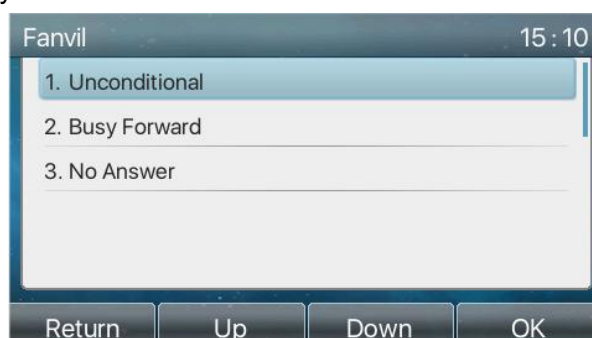 Fanvil 15:10
1. Unconditional
2. Busy Forward
3. No Answer
Return Up Down OK